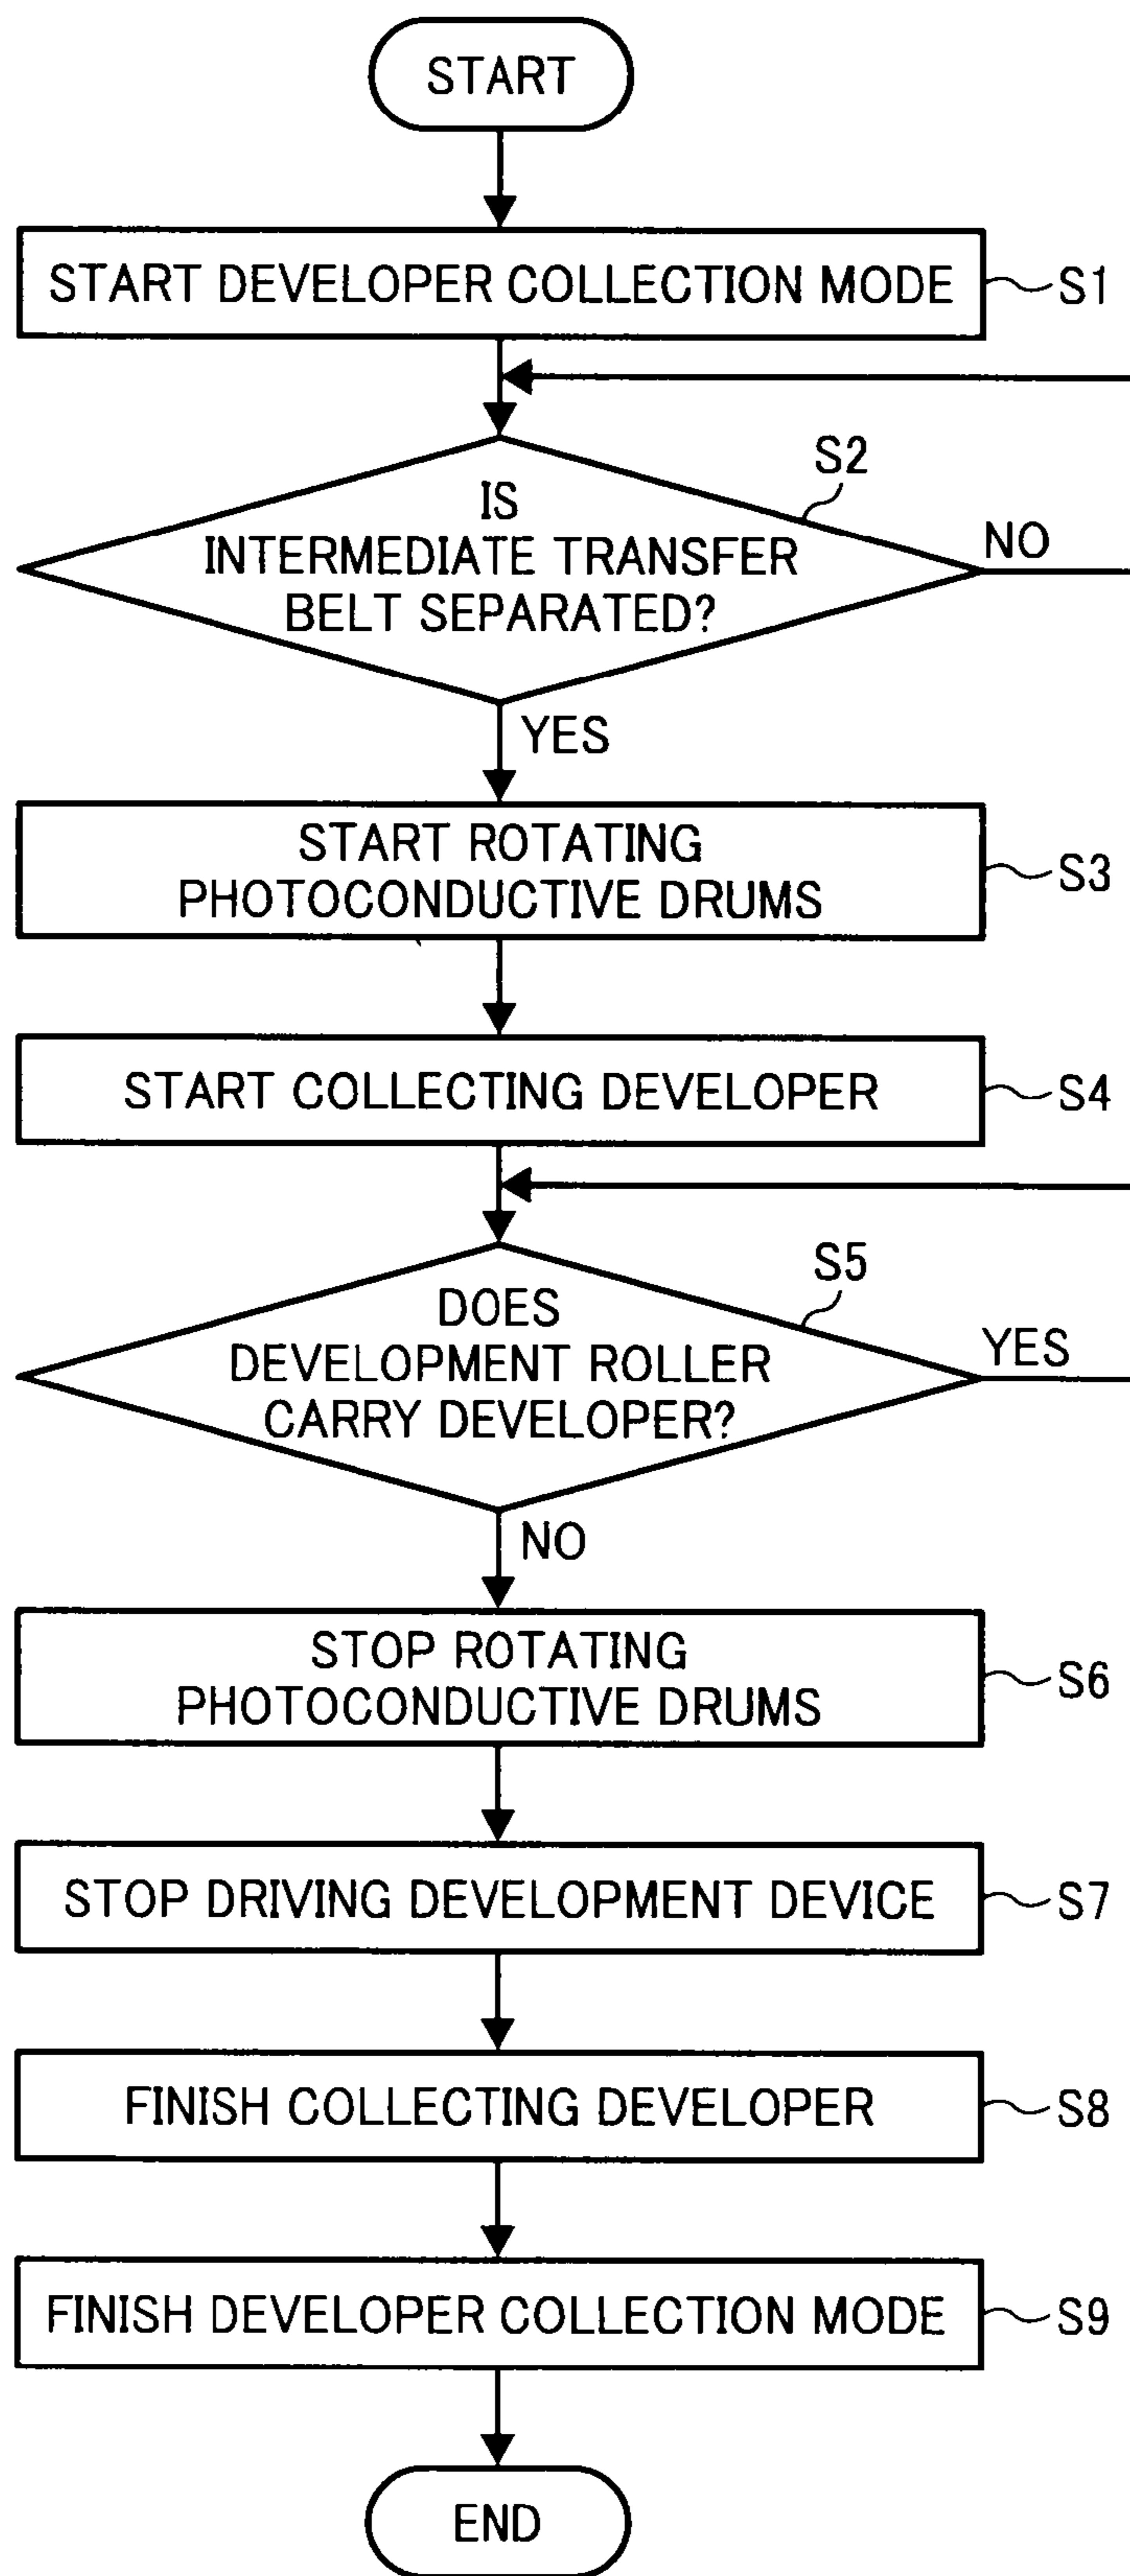 START
START DEVELOPER COLLECTION MODE
S1
S2
IS
INTERMEDIATE TRANSFER
BELT SEPARATED?
NO
YES
START ROTATING
PHOTOCONDUCTIVE DRUMS
S3
START COLLECTING DEVELOPER
S4
S5
DOES
DEVELOPMENT ROLLER
CARRY DEVELOPER?
YES
NO
STOP ROTATING
PHOTOCONDUCTIVE DRUMS
S6
STOP DRIVING DEVELOPMENT DEVICE
S7
FINISH COLLECTING DEVELOPER
S8
FINISH DEVELOPER COLLECTION MODE
S9
END